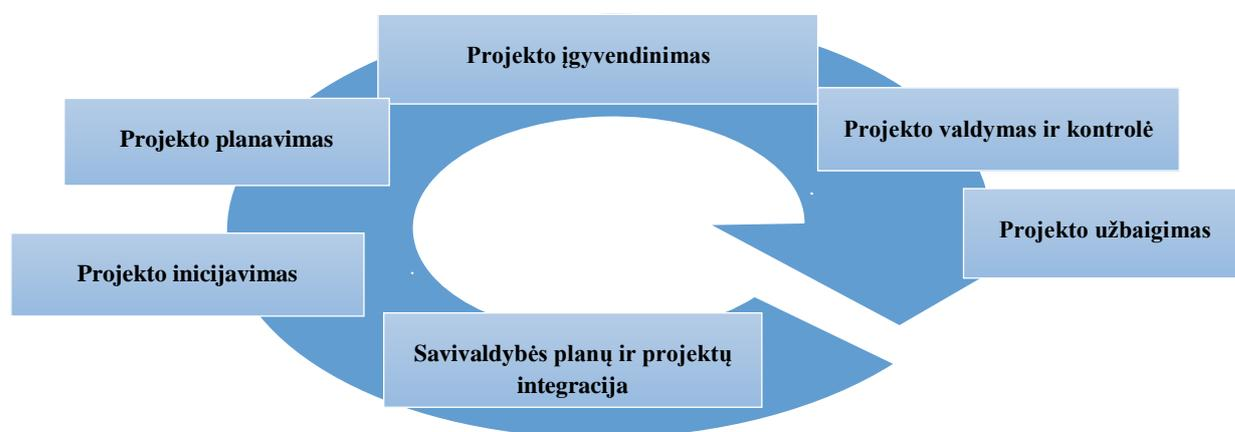 Projekto įgyvendinimas
Projekto planavimas
Projekto valdymas ir kontrolė
Projekto užbaigimas
Projekto inicijavimas
Savivaldybės planų ir projektų
integracija